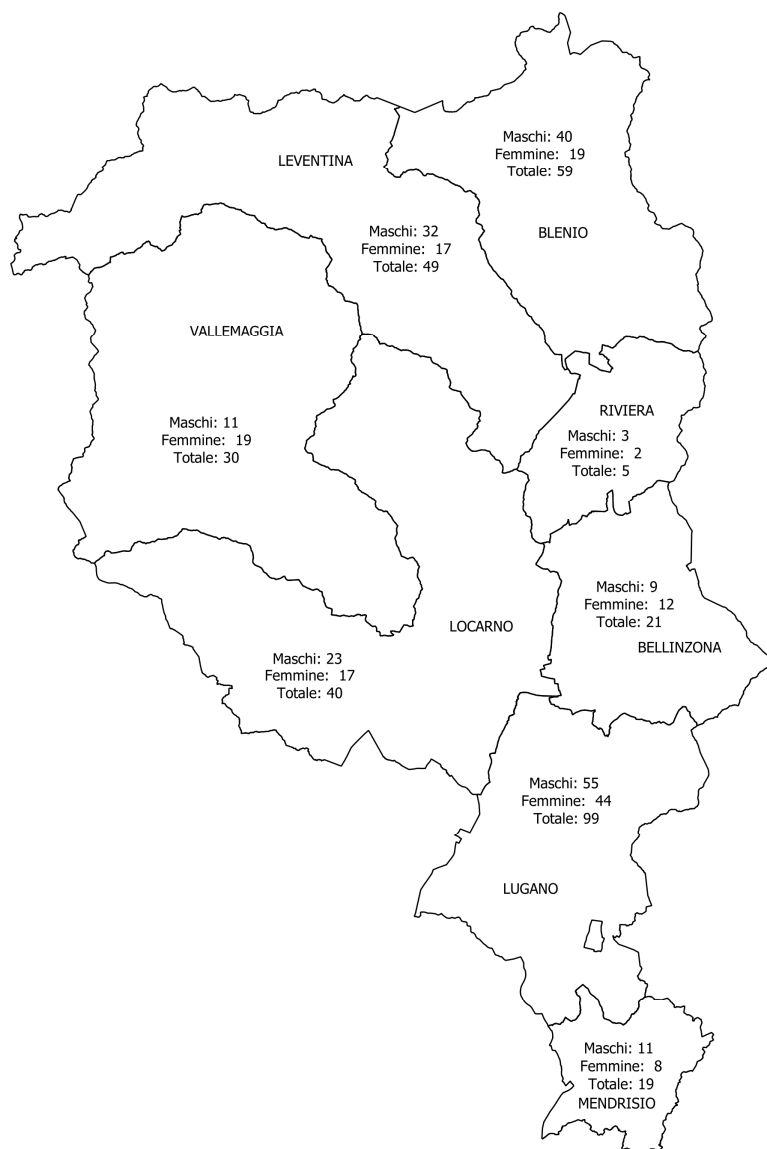 Maschi: 40
Femmine:  19
Totale: 59
BLENIO
LEVENTINA
Maschi: 32
Femmine:  17
Totale: 49
VALLEMAGGIA
Maschi: 11
Femmine:  19
Totale: 30
RIVIERA
Maschi: 3
Femmine:  2
Totale: 5
Maschi: 9
Femmine:  12
Totale: 21
BELLINZONA
LOCARNO
Maschi: 23
Femmine:  17
Totale: 40
Maschi: 55
Femmine:  44
Totale: 99
LUGANO
Maschi: 11
Femmine:  8
Totale: 19
MENDRISIO